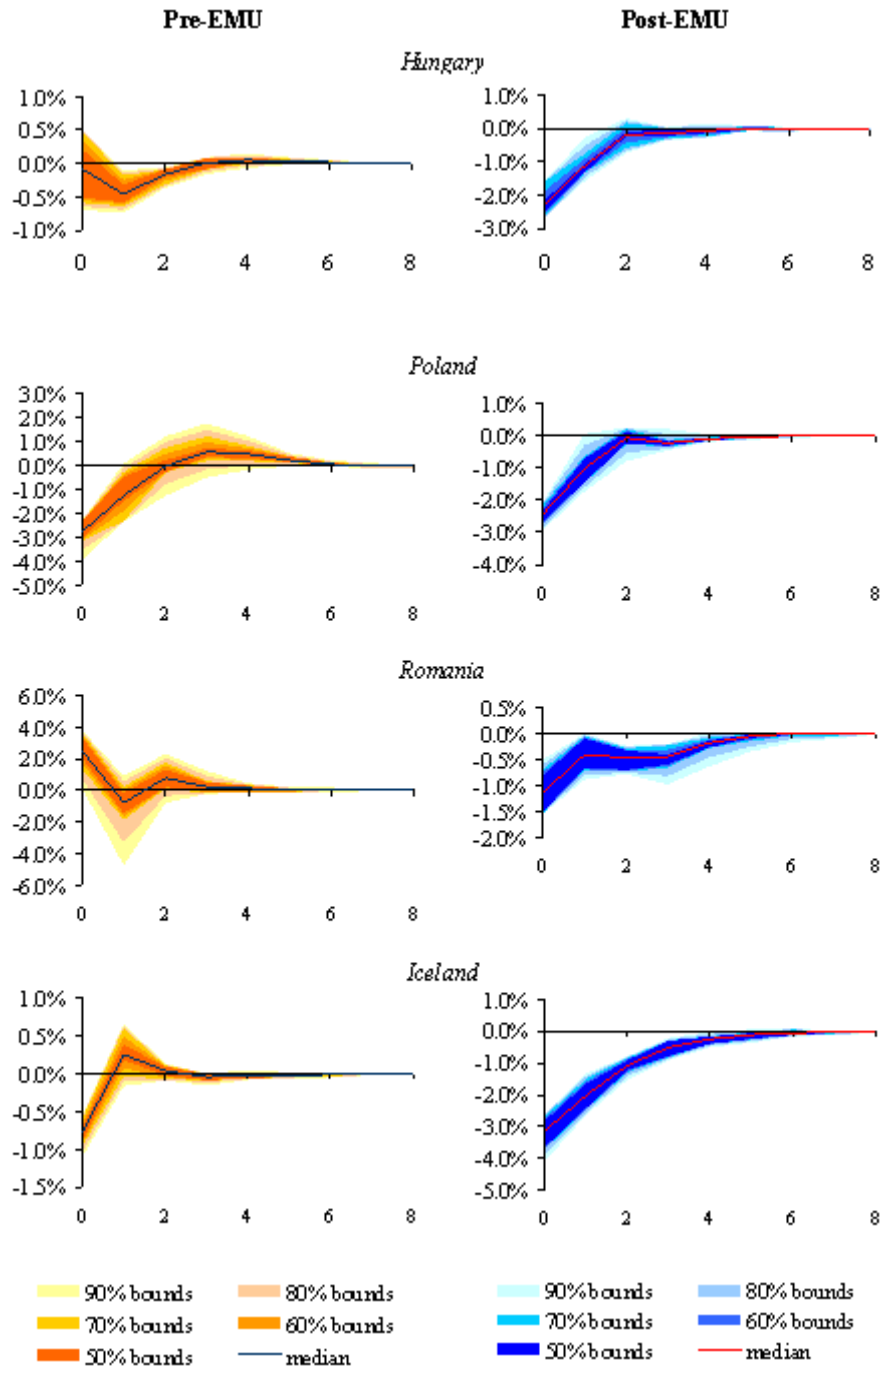 Pre-EMU Post-EMU
Hungary
1.0% 1.0%
0.5% 0.0%
0.0% -1.0%
-0.5% -2.0%
-1.0% -3.0%
0 2 4 6 8 0 2 4 6 8
Poland
3.0% 1.0%
2.0% 0.0%
1.0% -1.0%
0.0% -2.0%
-1.0% -3.0%
-2.0% -4.0%
-3.0%
-4.0%
-5.0%
0 2 4 6 8 0 2 4 6 8
Romania
6.0% 0.5%
4.0% 0.0%
2.0% -0.5%
0.0% -1.0%
-2.0% -1.5%
-4.0% -2.0%
-6.0%
0 2 4 6 8 0 2 4 6 8
Iceland
1.0% 1.0%
0.5% 0.0%
0.0% -1.0%
-0.5% -2.0%
-1.0% -3.0%
-1.5% -4.0%
-5.0%
0 2 4 6 8 0 2 4 6 8
90% bounds 80% bounds 90% bounds 80% bounds
70% bounds 60% bounds 70% bounds 60% bounds
50% bounds median 50% bounds median